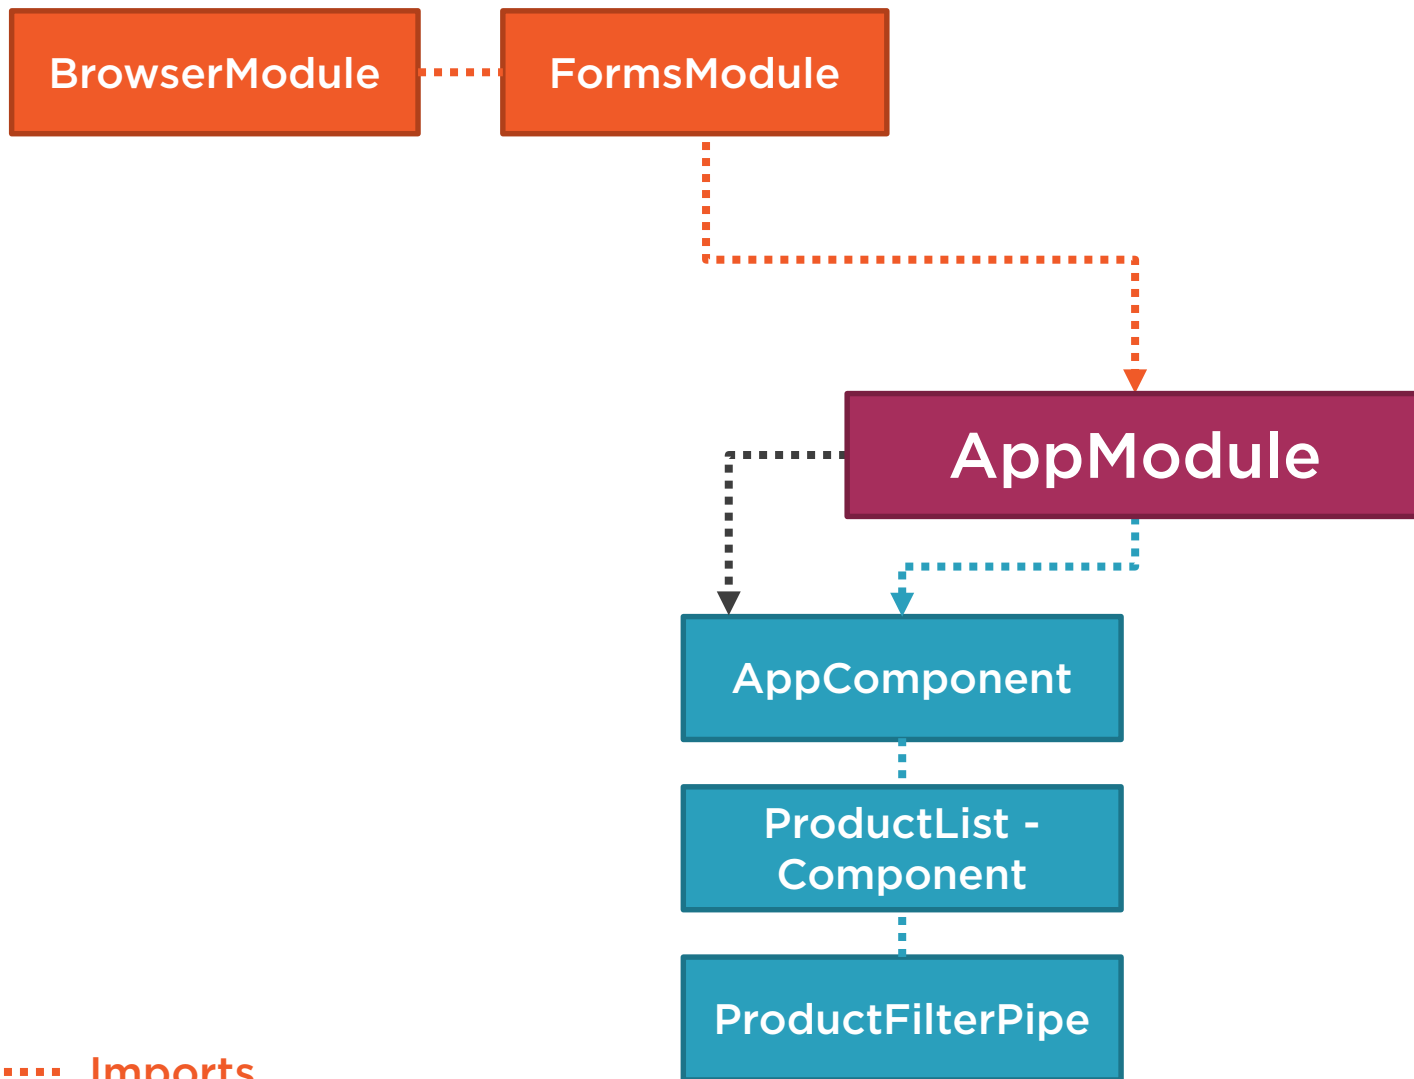 BrowserModule
FormsModule
AppModule
AppComponent
ProductList -
Component
ProductFilterPipe
Imports